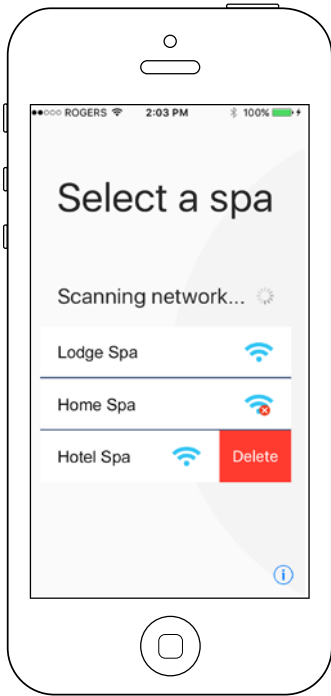 ROGERS 2:03 PM 100%
Select a spa
Scanning network...
Lodge Spa
Home Spa
Hotel Spa Delete